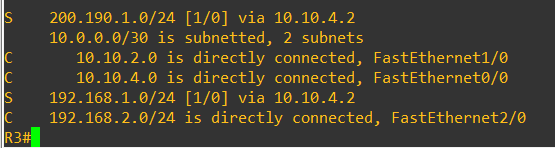 S    200.190.1.0/24 [1/0] via 10.10.4.2
     10.0.0.0/30 is subnetted, 2 subnets
C       10.10.2.0 is directly connected, FastEthernet1/0
C       10.10.4.0 is directly connected, FastEthernet0/0
S    192.168.1.0/24 [1/0] via 10.10.4.2
C    192.168.2.0/24 is directly connected, FastEthernet2/0
R3#